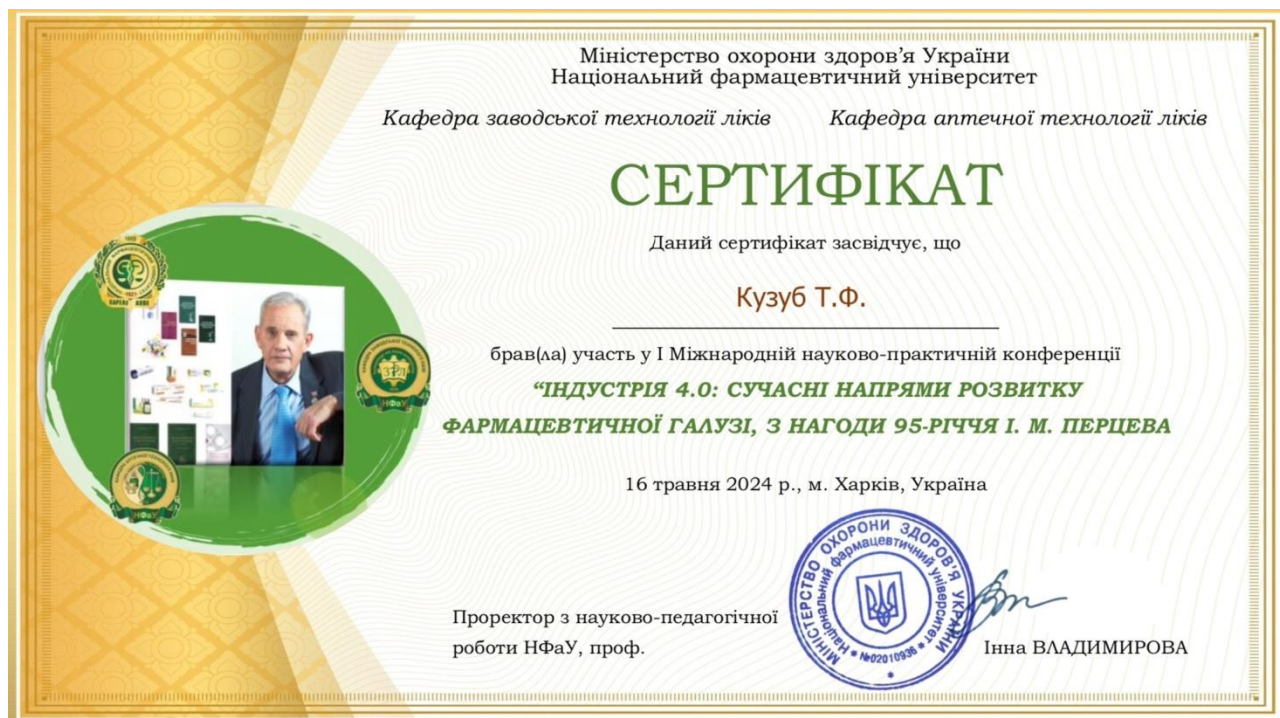 Міністерство охорони здоров’я України
Національний фармацевтичний університет
Кафедра заводської технології ліків Кафедра аптечної технології ліків
СЕРТИФІКАТ
Даний сертифікат засвідчує, що
Кузуб Т.Ф.
брав(ла) участь у І Міжнародній науково-практичній конференції
“ІНДУСТРІЯ 4.0: СУЧАСНІ НАПРЯМИ РОЗВИТКУ
ФАРМАЦЕВТИЧНОЇ ГАЛУЗІ, З НАГОДИ 95-РІЧЧЯ І. М. ПЕРЦЕВА
16 травня 2024 р., м. Харків, Україна
Проректор з науково-педагогічної
роботи НФаУ, проф.
Інна ВЛАДИМИРОВА
МІНІСТЕРСТВО ОХОРОНИ ЗДОРОВ'Я УКРАЇНИ
Національний фармацевтичний університет
№02010936
ЗТЛ
НФаУ
НФаУ